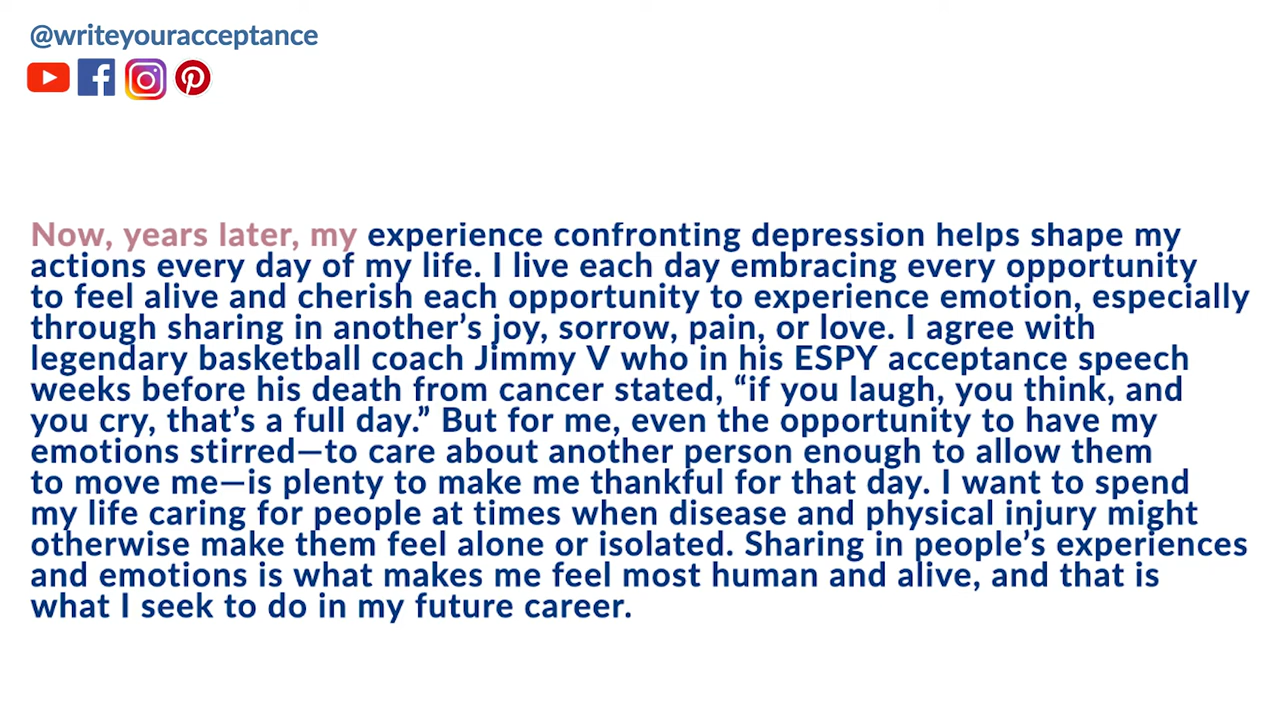 @writeyouracceptance
Now, years later, my experience confronting depression helps shape my
actions every day of my life. I live each day embracing every opportunity
to feel alive and cherish each opportunity to experience emotion, especially
through sharing in another’s joy, sorrow, pain, or love. I agree with
legendary basketball coach Jimmy V who in his ESPY acceptance speech
weeks before his death from cancer stated, “if you laugh, you think, and
you cry, that’s a full day.” But for me, even the opportunity to have my
emotions stirred—to care about another person enough to allow them
to move me—is plenty to make me thankful for that day. I want to spend
my life caring for people at times when disease and physical injury might
otherwise make them feel alone or isolated. Sharing in people’s experiences
and emotions is what makes me feel most human and alive, and that is
what I seek to do in my future career.